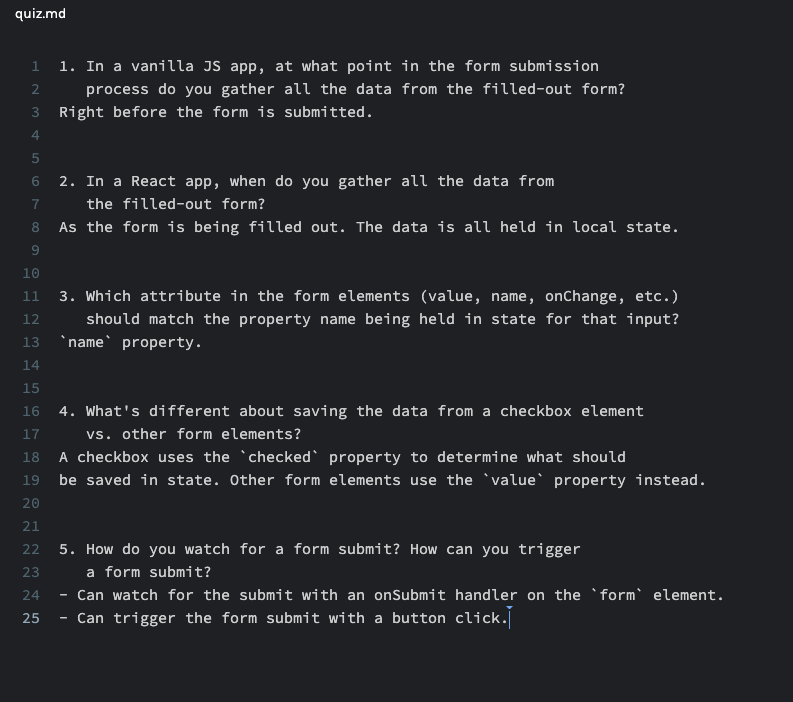 quiz.md
1 1. In a vanilla JS app, at what point in the form submission
2 process do you gather all the data from the filled-out form?
3 Right before the form is submitted.
4
5
6 2. In a React app, when do you gather all the data from
7 the filled-out form?
8 As the form is being filled out. The data is all held in local state.
9
10
11 3. Which attribute in the form elements (value, name, onChange, etc.)
12 should match the property name being held in state for that input?
13 `name` property.
14
15
16 4. What's different about saving the data from a checkbox element
17 vs. other form elements?
18 A checkbox uses the `checked` property to determine what should
19 be saved in state. Other form elements use the `value` property instead.
20
21
22 5. How do you watch for a form submit? How can you trigger
23 a form submit?
24 - Can watch for the submit with an onSubmit handler on the `form` element.
25 - Can trigger the form submit with a button click.